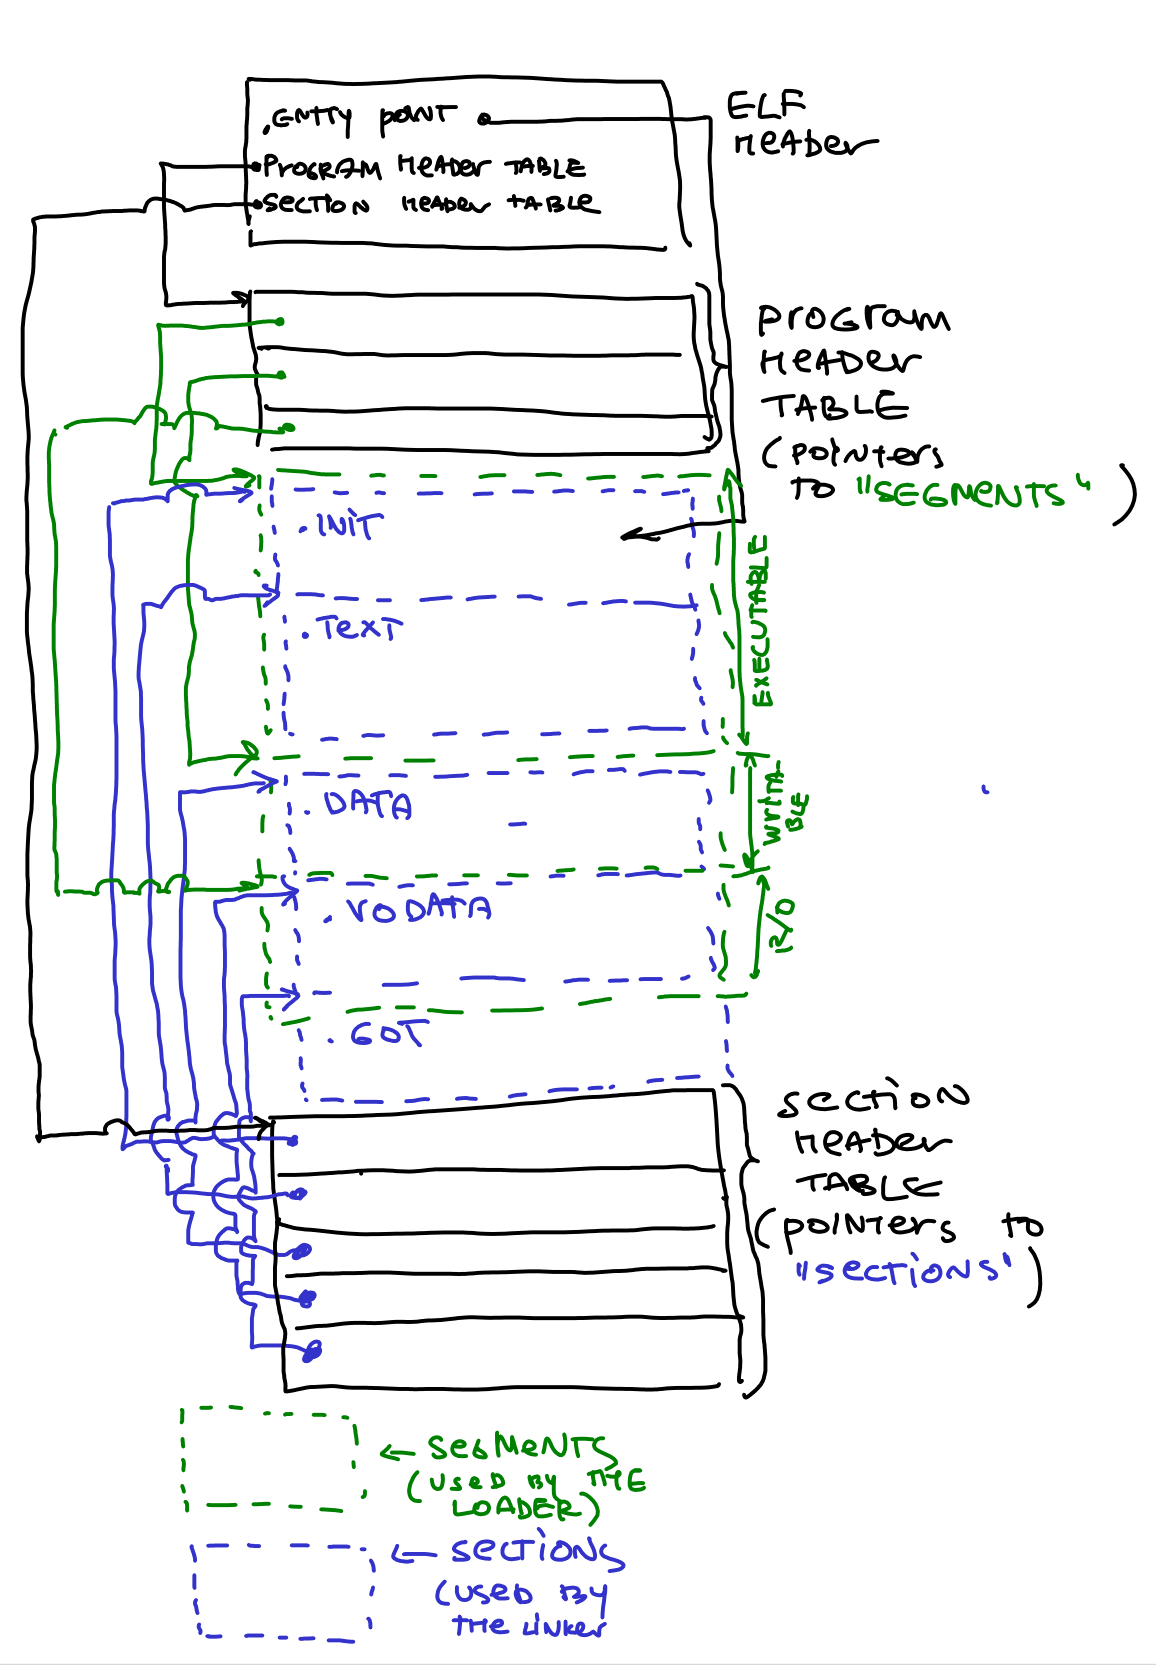 .ENTRY POINT
PROGRAM HEADER TABLE
SECTION HEADER TABLE
ELF
HEADER
PROGRAM
HEADER
TABLE
(POINTERS
TO "SEGMENTS")
.INIT
.TEXT
EXECUTABLE
.DATA
WRITA-
BLE
.RODATA
R/O
.GOT
SECTION
HEADER
TABLE
(POINTERS TO
"SECTIONS")
← SEGMENTS
(USED BY THE
LOADER)
← SECTIONS
(USED BY
THE LINKER